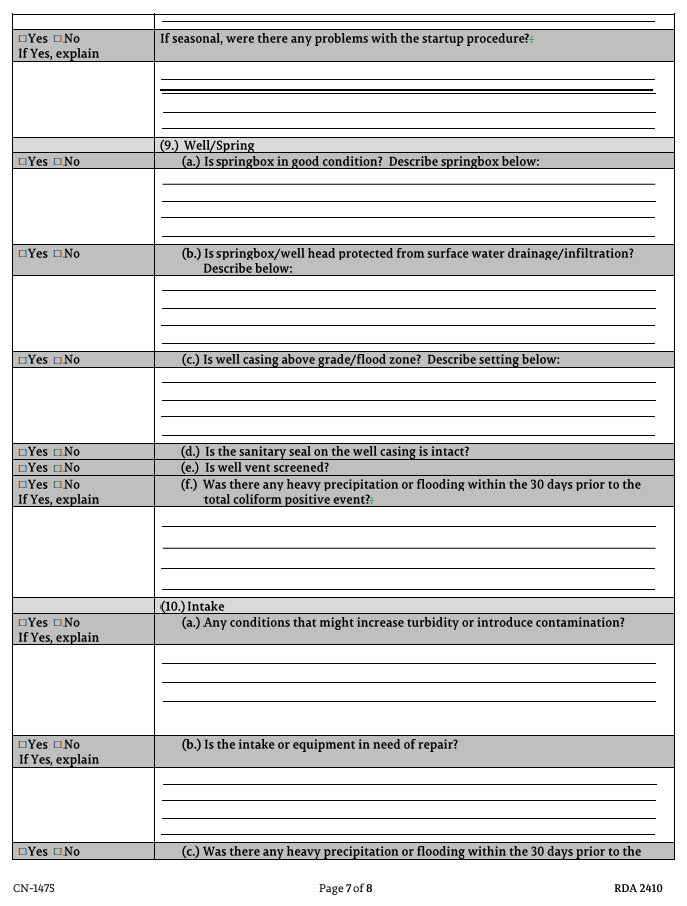 □Yes □No If seasonal, were there any problems with the startup procedure?
If Yes, explain
(9.) Well/Spring
□Yes □No (a.) Is springbox in good condition? Describe springbox below:
□Yes □No (b.) Is springbox/well head protected from surface water drainage/infiltration?
Describe below:
□Yes □No (c.) Is well casing above grade/flood zone? Describe setting below:
□Yes □No (d.) Is the sanitary seal on the well casing is intact?
□Yes □No (e.) Is well vent screened?
□Yes □No (f.) Was there any heavy precipitation or flooding within the 30 days prior to the
If Yes, explain total coliform positive event?
(10.) Intake
□Yes □No (a.) Any conditions that might increase turbidity or introduce contamination?
If Yes, explain
□Yes □No (b.) Is the intake or equipment in need of repair?
If Yes, explain
□Yes □No (c.) Was there any heavy precipitation or flooding within the 30 days prior to the
CN-1475 Page 7 of 8 RDA 2410